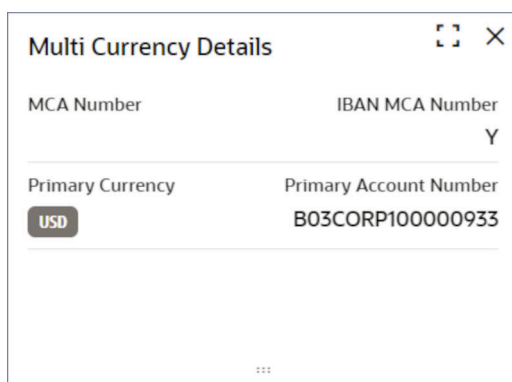 Multi Currency Details
MCA Number IBAN MCA Number
Y
Primary Currency Primary Account Number
USD B03CORP100000933